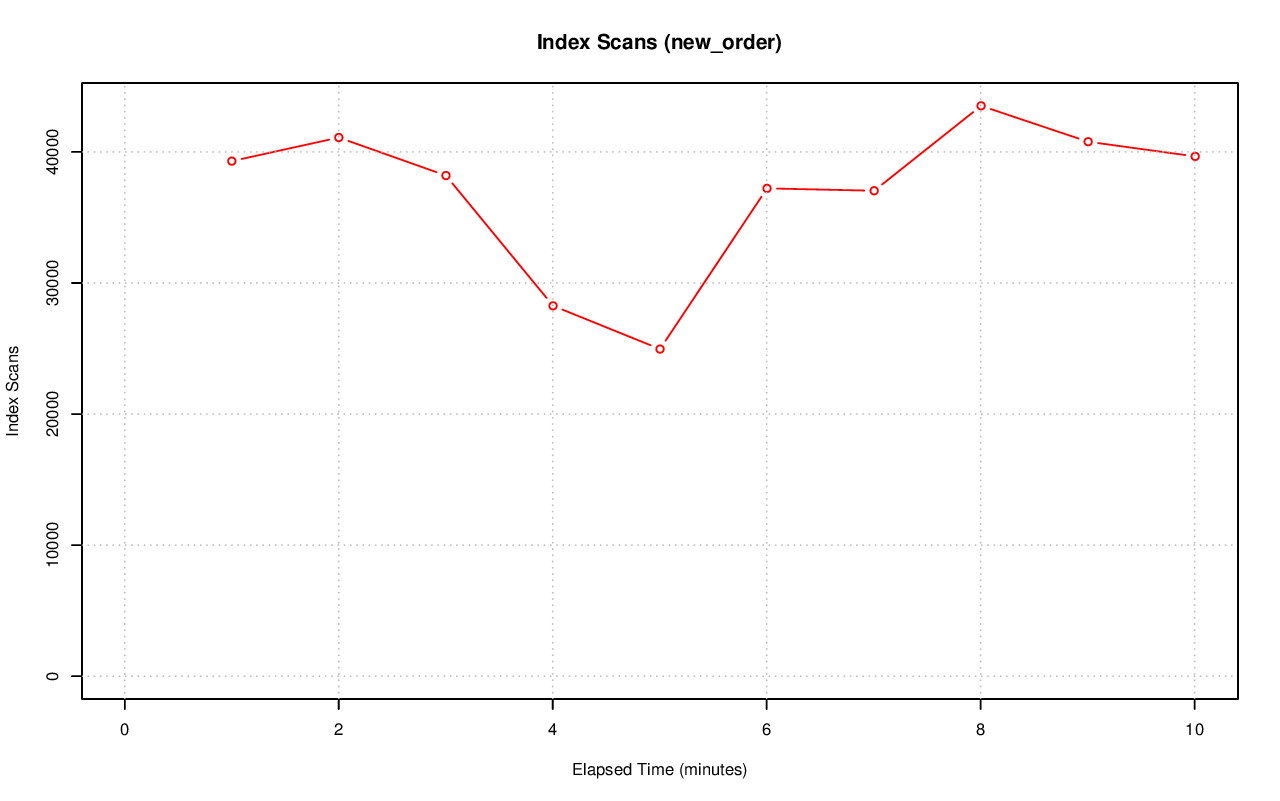 Index Scans (new_order)
Index Scans
40000
30000
20000
10000
0
0 2 4 6 8 10
Elapsed Time (minutes)